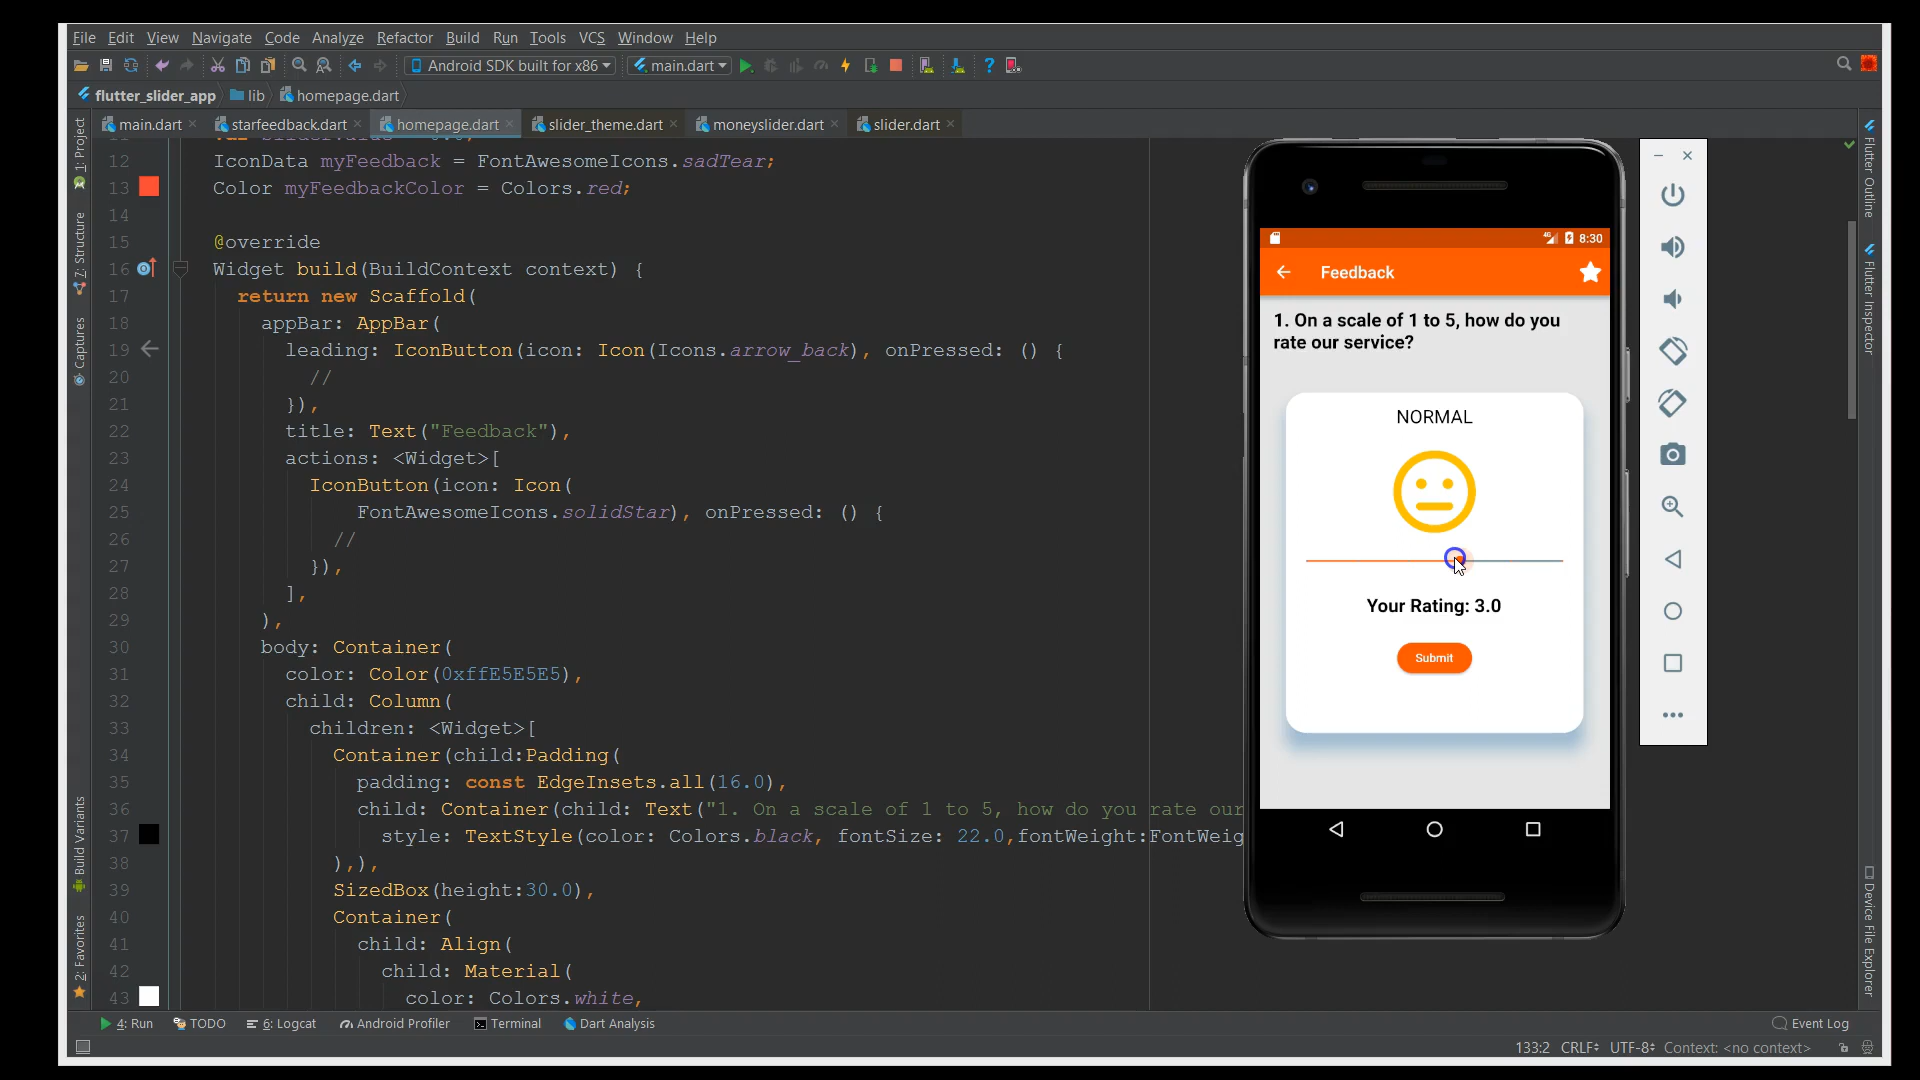 File Edit View Navigate Code Analyze Refactor Build Run Tools VCS Window Help
Android SDK built for x86 main.dart
flutter_slider_app lib homepage.dart
main.dart starfeedback.dart homepage.dart slider_theme.dart moneyslider.dart slider.dart
12 IconData myFeedback = FontAwesomeIcons.sadTear;
13 Color myFeedbackColor = Colors.red;
14
15 @override
16 Widget build(BuildContext context) {
17 return new Scaffold(
18 appBar: AppBar(
19 leading: IconButton(icon: Icon(Icons.arrow_back), onPressed: () {
20 //
21 }),
22 title: Text("Feedback"),
23 actions: <Widget>[
24 IconButton(icon: Icon(
25 FontAwesomeIcons.solidStar), onPressed: () {
26 //
27 }),
28 ],
29 ),
30 body: Container(
31 color: Color(0xffE5E5E5),
32 child: Column(
33 children: <Widget>[
34 Container(child:Padding(
35 padding: const EdgeInsets.all(16.0),
36 child: Container(child: Text("1. On a scale of 1 to 5, how do you rate our
37 style: TextStyle(color: Colors.black, fontSize: 22.0,fontWeight:FontWeig
38 ),),
39 SizedBox(height:30.0),
40 Container(
41 child: Align(
42 child: Material(
43 color: Colors.white,
1: Project
7: Structure
Captures
Build Variants
2: Favorites
4G 8:30
Feedback
1. On a scale of 1 to 5, how do you
rate our service?
NORMAL
Your Rating: 3.0
Submit
Flutter Outline
Flutter Inspector
Device File Explorer
4: Run TODO 6: Logcat Android Profiler Terminal Dart Analysis Event Log
133:2 CRLF UTF-8 Context: <no context>